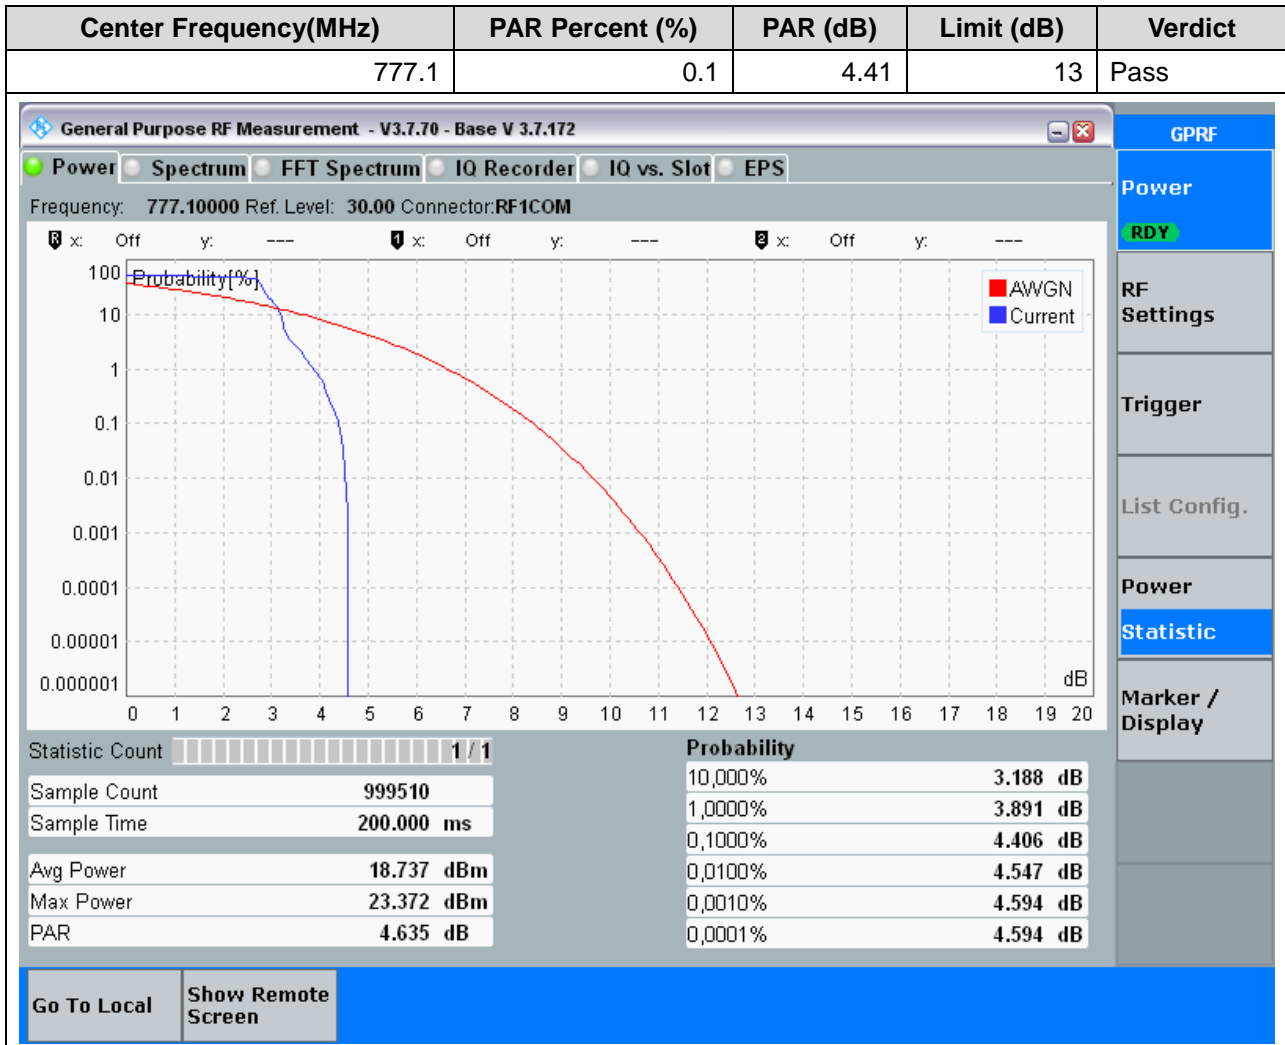 Center Frequency(MHz) PAR Percent (%) PAR (dB) Limit (dB) Verdict
777.1 0.1 4.41 13 Pass
General Purpose RF Measurement - V3.7.70 - Base V 3.7.172
GPRF
Power Spectrum FFT Spectrum IQ Recorder IQ vs. Slot EPS
Frequency: 777.10000 Ref. Level: 30.00 Connector:RF1COM
R x: Off y: --- 1 x: Off y: --- 2 x: Off y: ---
Probability[%]
100
10
1
0.1
0.01
0.001
0.0001
0.00001
0.000001
AWGN
Current
dB
0 1 2 3 4 5 6 7 8 9 10 11 12 13 14 15 16 17 18 19 20
Statistic Count 1 / 1
Sample Count 999510
Sample Time 200.000 ms
Avg Power 18.737 dBm
Max Power 23.372 dBm
PAR 4.635 dB
Probability
10,000% 3.188 dB
1,0000% 3.891 dB
0,1000% 4.406 dB
0,0100% 4.547 dB
0,0010% 4.594 dB
0,0001% 4.594 dB
Power
RDY
RF
Settings
Trigger
List Config.
Power
Statistic
Marker /
Display
Go To Local
Show Remote
Screen